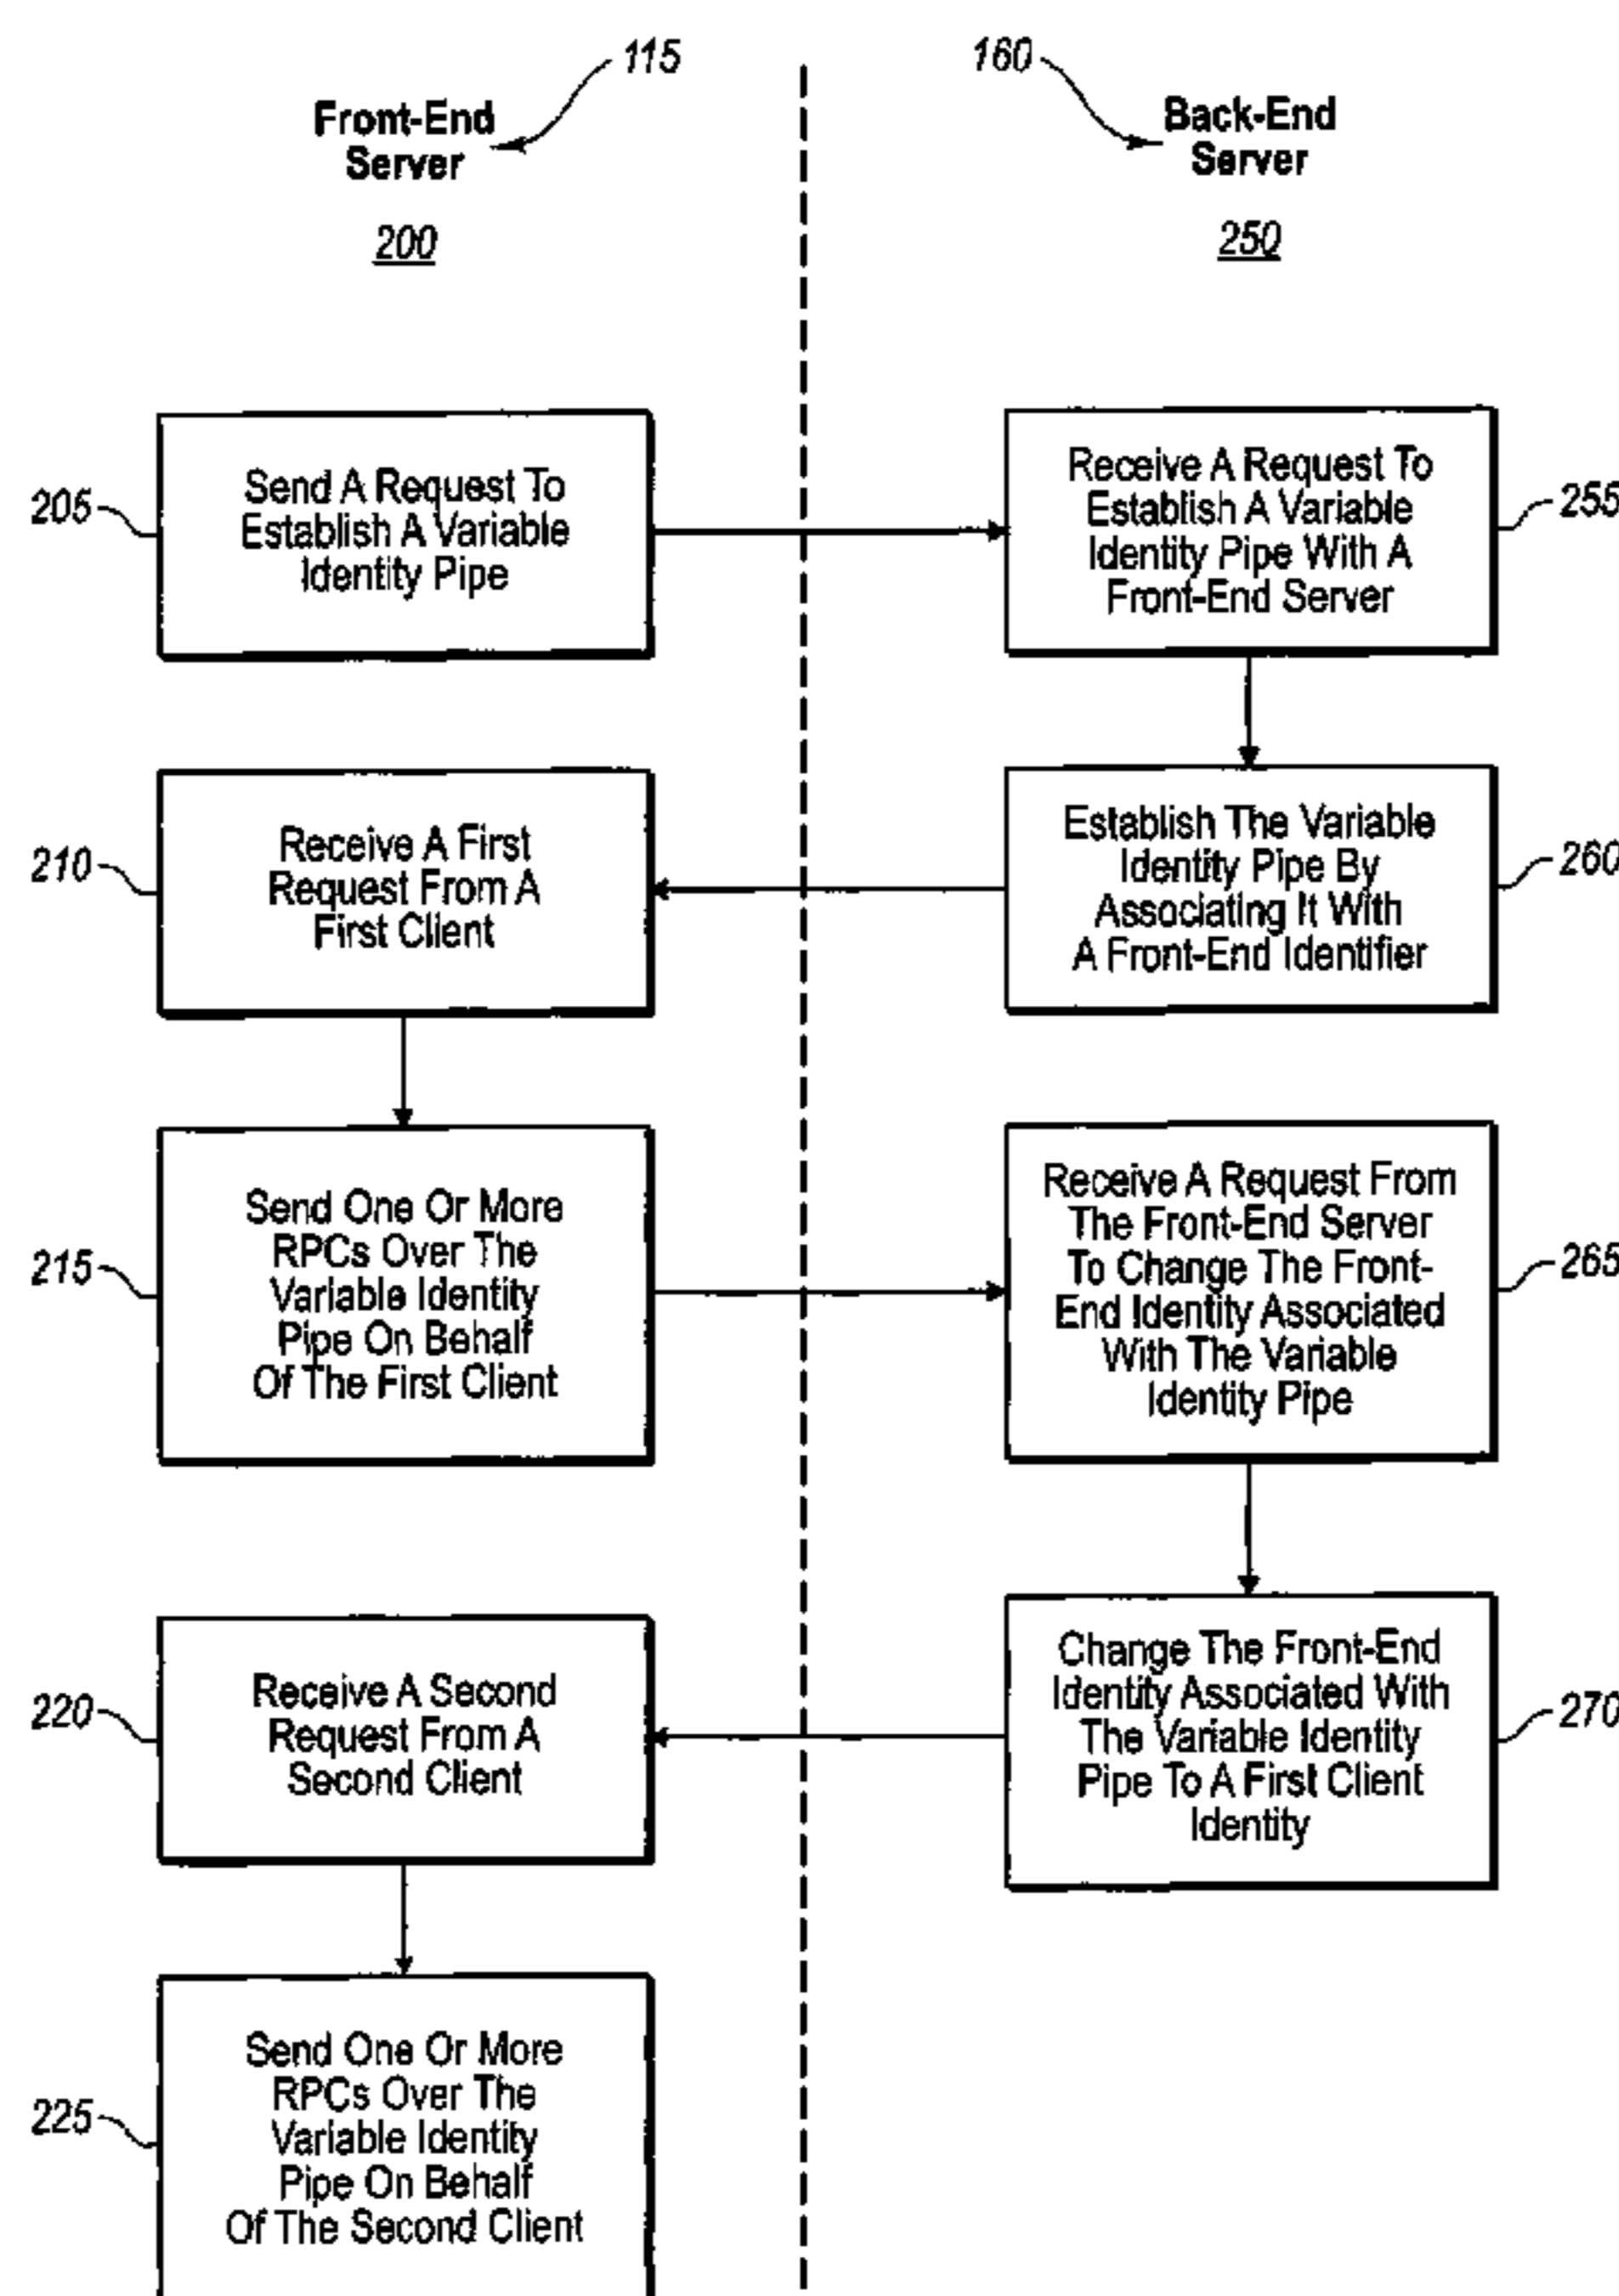 115
160
Front-End
Server
200
Back-End
Server
250
205
Send A Request To
Establish A Variable
Identity Pipe
Receive A Request To
Establish A Variable
Identity Pipe With A
Front-End Server
255
210
Receive A First
Request From A
First Client
Establish The Variable
Identity Pipe By
Associating It With
A Front-End Identifier
260
215
Send One Or More
RPCs Over The
Variable Identity
Pipe On Behalf
Of The First Client
Receive A Request From
The Front-End Server
To Change The Front-
End Identity Associated
With The Variable
Identity Pipe
265
220
Receive A Second
Request From A
Second Client
Change The Front-End
Identity Associated With
The Variable Identity
Pipe To A First Client
Identity
270
225
Send One Or More
RPCs Over The
Variable Identity
Pipe On Behalf
Of The Second Client